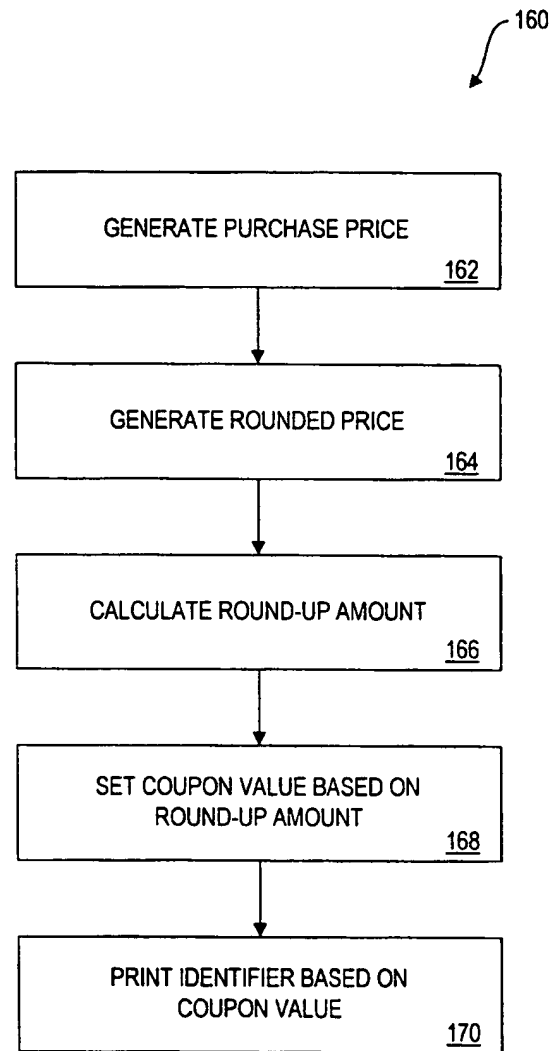 160
GENERATE PURCHASE PRICE
162
GENERATE ROUNDED PRICE
164
CALCULATE ROUND-UP AMOUNT
166
SET COUPON VALUE BASED ON
ROUND-UP AMOUNT
168
PRINT IDENTIFIER BASED ON
COUPON VALUE
170